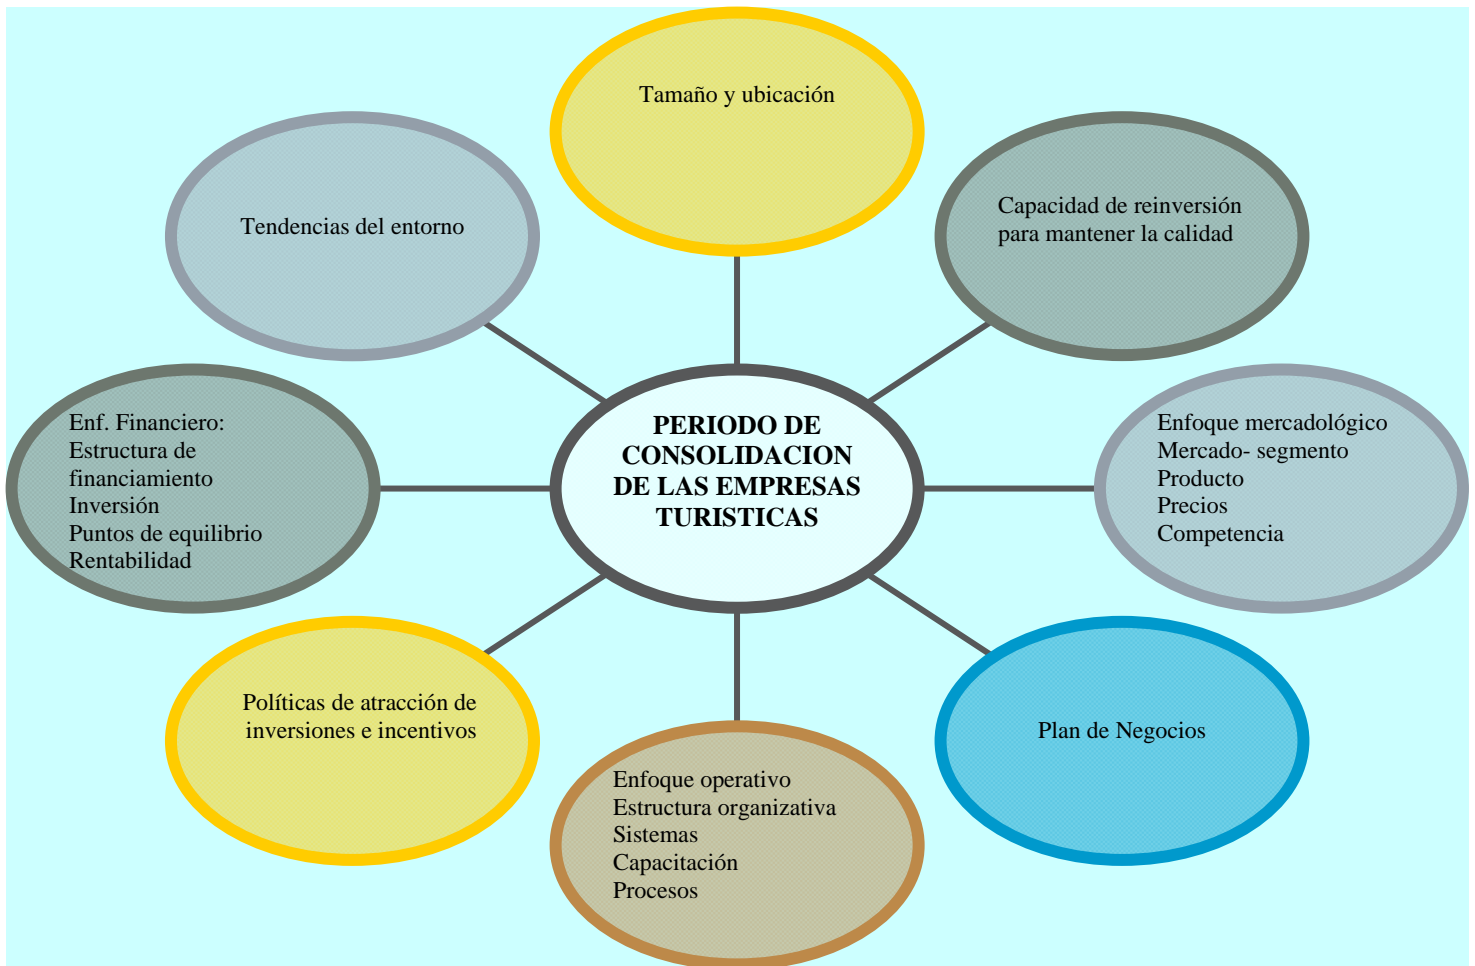 Tamaño y ubicación
Capacidad de reinversión
para mantener la calidad
Tendencias del entorno
Enf. Financiero:
Estructura de
financiamiento
Inversión
Puntos de equilibrio
Rentabilidad
PERIODO DE
CONSOLIDACION
DE LAS EMPRESAS
TURISTICAS
Enfoque mercadológico
Mercado- segmento
Producto
Precios
Competencia
Políticas de atracción de
inversiones e incentivos
Plan de Negocios
Enfoque operativo
Estructura organizativa
Sistemas
Capacitación
Procesos